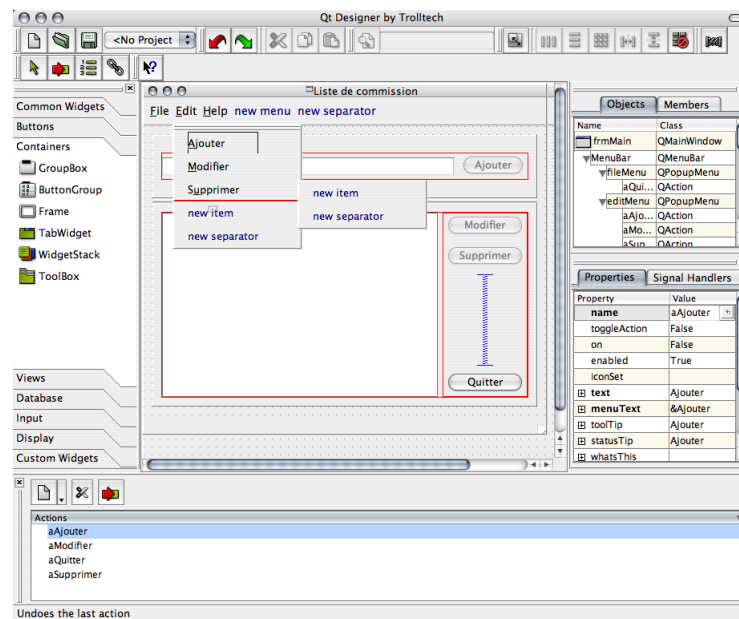 Qt Designer by Trolltech
<No Project
Common Widgets
Buttons
Containers
GroupBox
ButtonGroup
Frame
TabWidget
WidgetStack
ToolBox
Views
Database
Input
Display
Custom Widgets
Liste de commission
File Edit Help new menu new separator
Ajouter
Modifier
Supprimer
new item
new separator
new item
new separator
Ajouter
Modifier
Supprimer
Quitter
Objects Members
Name Class
frmMain QMainWindow
MenuBar QMenuBar
fileMenu QPopupMenu
aQui... QAction
editMenu QPopupMenu
aAjo... QAction
aMo... QAction
aSup... QAction
Properties Signal Handlers
Property Value
name aAjouter
toggleAction False
on False
enabled True
iconSet
text Ajouter
menuText &Ajouter
toolTip Ajouter
statusTip Ajouter
whatsThis
Actions
aAjouter
aModifier
aQuitter
aSupprimer
Undoes the last action